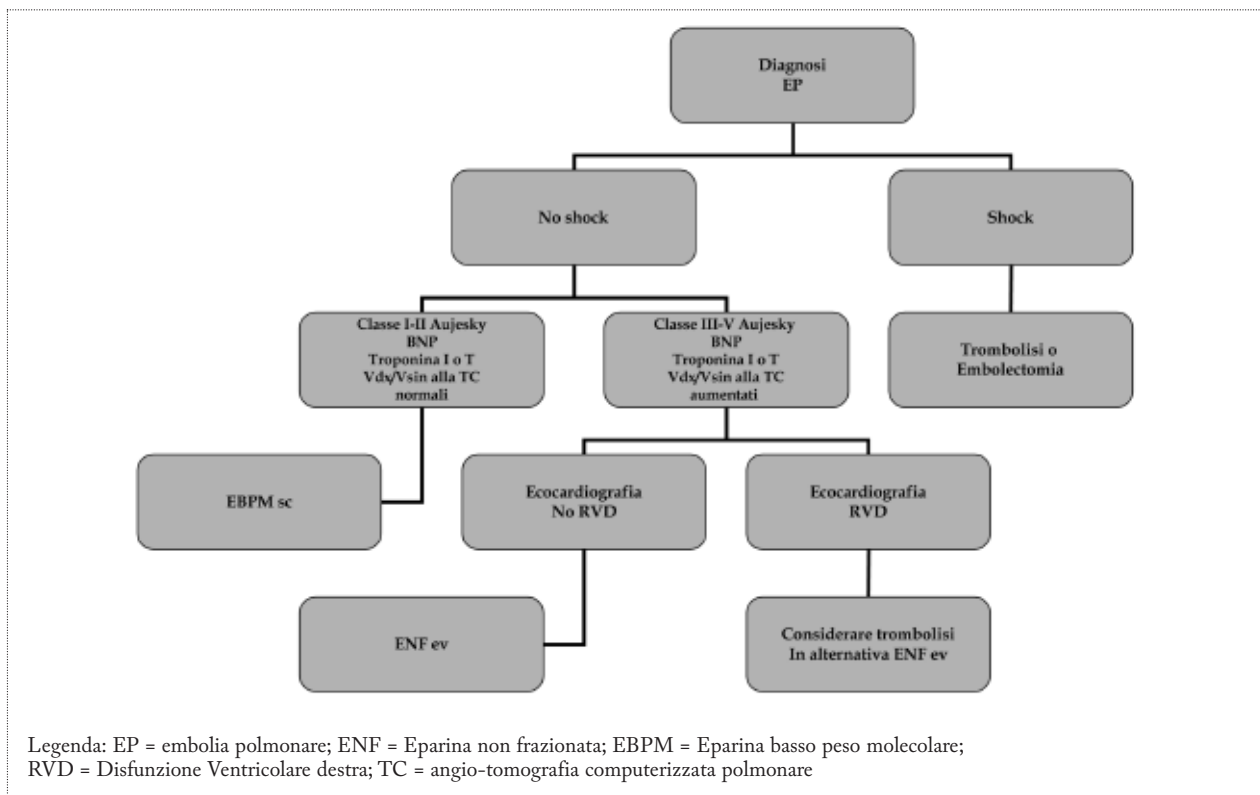 Diagnosi
EP
No shock
Shock
Classe I-II Aujesky
BNP
Troponina I o T
Vdx/Vsin alla TC
normali
Classe III-V Aujesky
BNP
Troponina I o T
Vdx/Vsin alla TC
aumentati
Trombolisi o
Embolectomia
EBPM sc
Ecocardiografia
No RVD
Ecocardiografia
RVD
ENF ev
Considerare trombolisi
In alternativa ENF ev
Legenda: EP = embolia polmonare; ENF = Eparina non frazionata; EBPM = Eparina basso peso molecolare;
RVD = Disfunzione Ventricolare destra; TC = angio-tomografia computerizzata polmonare